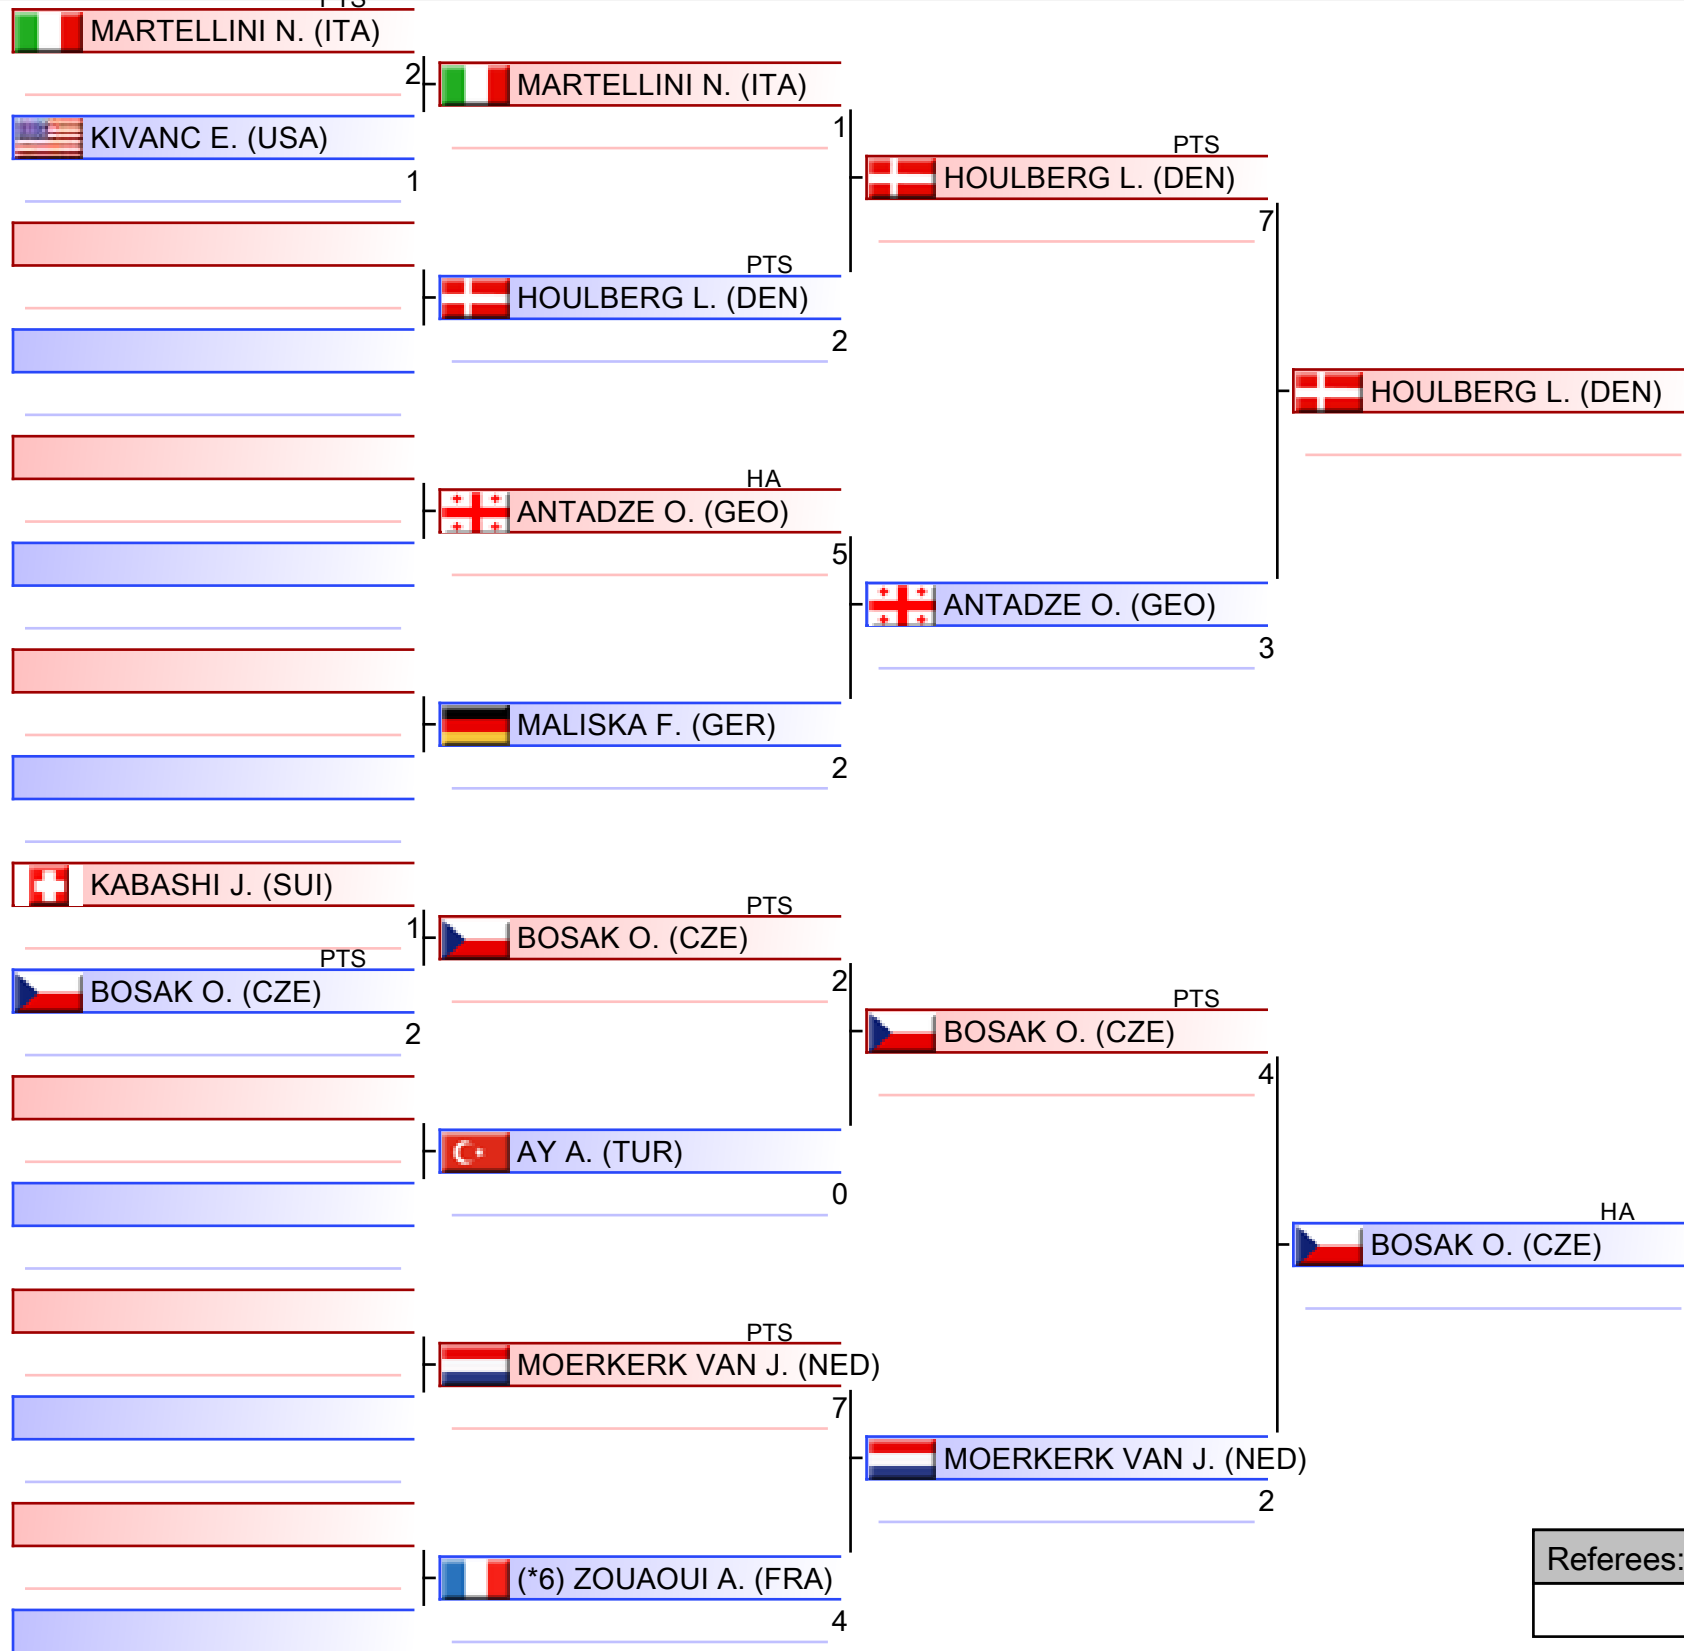 PTS
MARTELLINI N. (ITA)
2
MARTELLINI N. (ITA)
1
KIVANC E. (USA)
1
PTS
HOULBERG L. (DEN)
7
PTS
HOULBERG L. (DEN)
2
HOULBERG L. (DEN)
HA
ANTADZE O. (GEO)
5
ANTADZE O. (GEO)
3
MALISKA F. (GER)
2
KABASHI J. (SUI)
1
PTS
BOSAK O. (CZE)
2
PTS
BOSAK O. (CZE)
2
PTS
BOSAK O. (CZE)
4
AY A. (TUR)
0
HA
BOSAK O. (CZE)
PTS
MOERKERK VAN J. (NED)
7
MOERKERK VAN J. (NED)
2
(*6) ZOUAOUI A. (FRA)
4
Referees: